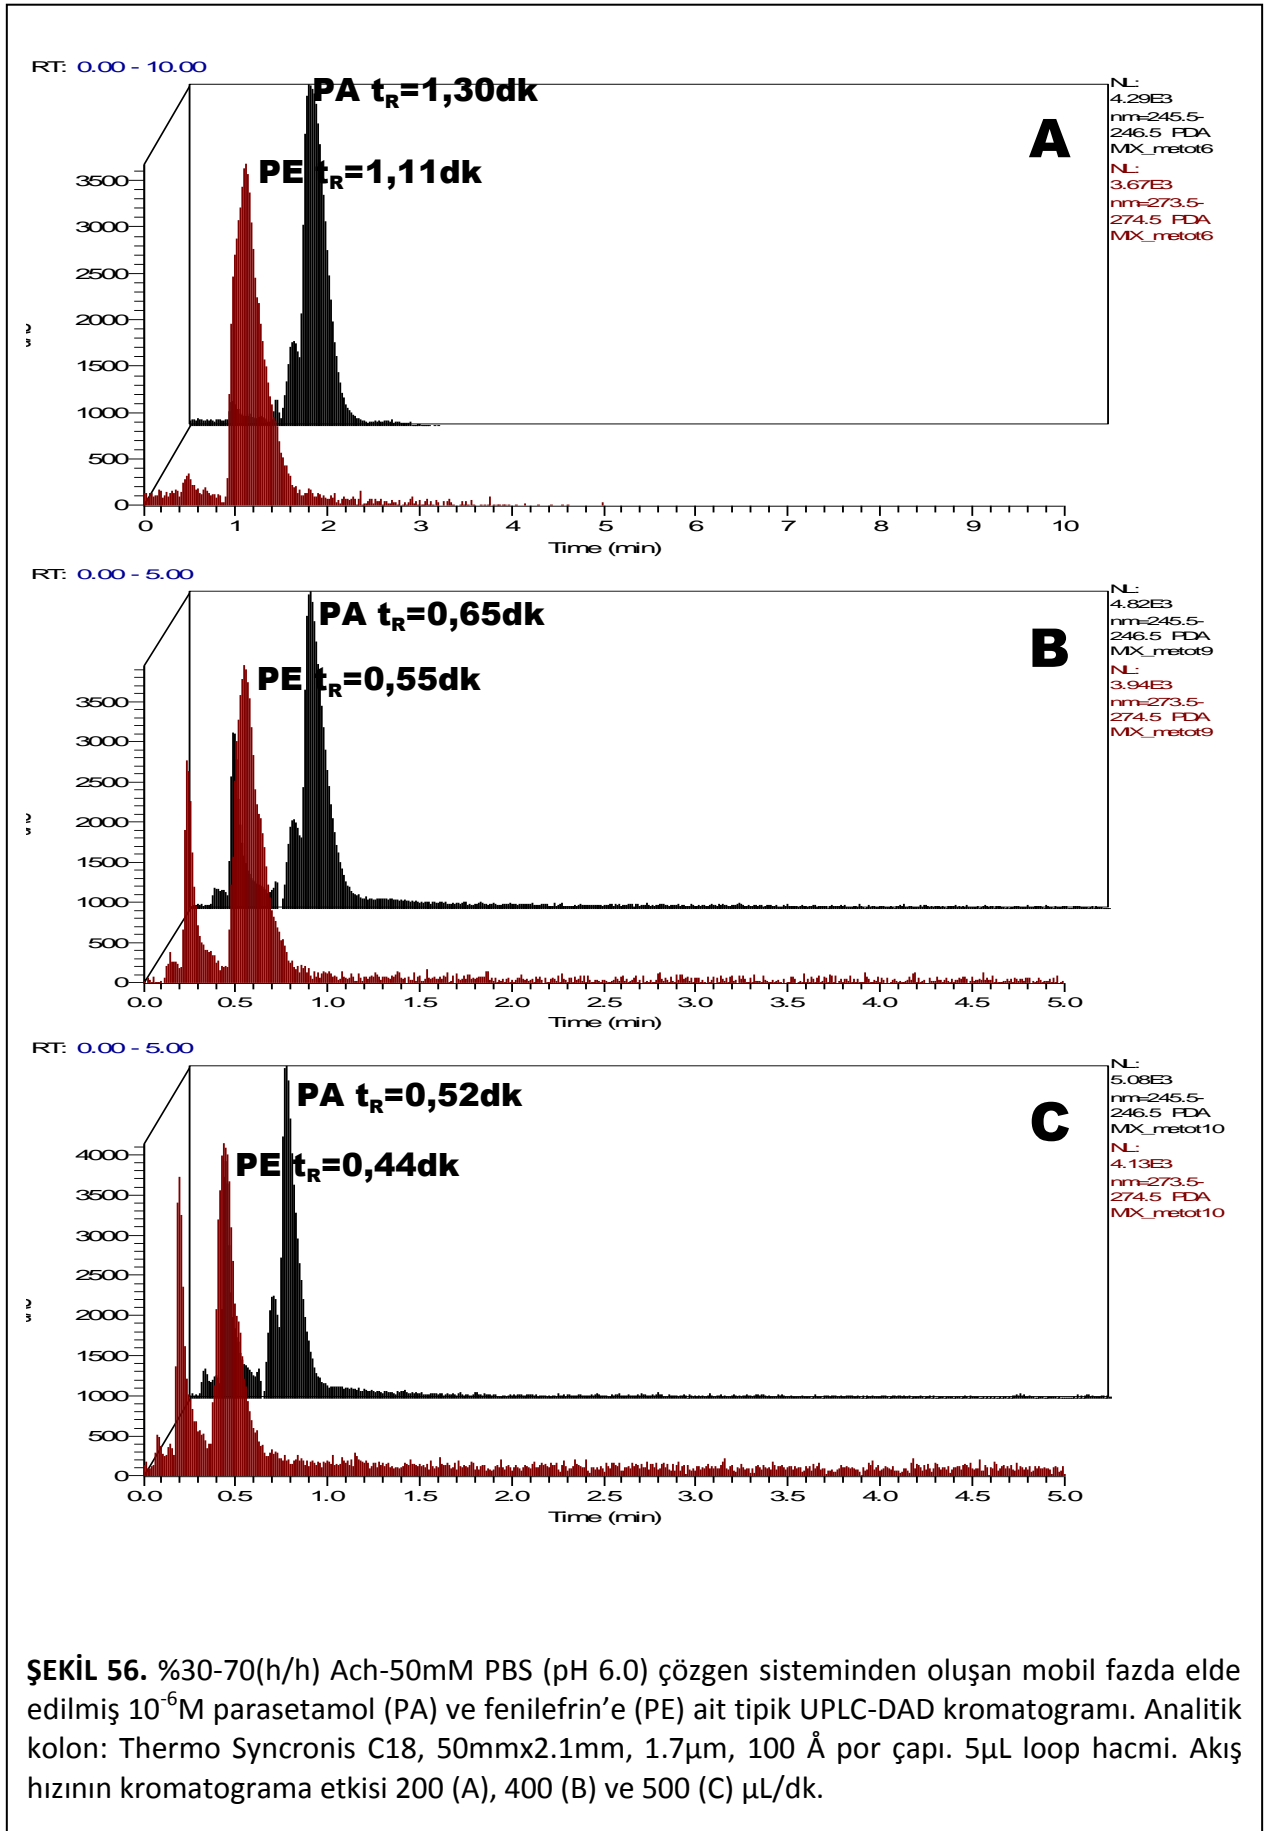 RT: 0.00 - 10.00
PA tR=1,30dk
PE tR=1,11dk
A
NL:
4.29E3
nm=245.5-
246.5 PDA
MIX_metot6
NL:
3.67E3
nm=273.5-
274.5 PDA
MIX_metot6
3500
3000
2500
2000
1500
1000
500
0
0 1 2 3 4 5 6 7 8 9 10
Time (min)
RT: 0.00 - 5.00
PA tR=0,65dk
PE tR=0,55dk
B
NL:
4.82E3
nm=245.5-
246.5 PDA
MIX_metot9
NL:
3.94E3
nm=273.5-
274.5 PDA
MIX_metot9
3500
3000
2500
2000
1500
1000
500
0
0.0 0.5 1.0 1.5 2.0 2.5 3.0 3.5 4.0 4.5 5.0
Time (min)
RT: 0.00 - 5.00
PA tR=0,52dk
PE tR=0,44dk
C
NL:
5.08E3
nm=245.5-
246.5 PDA
MIX_metot10
NL:
4.13E3
nm=273.5-
274.5 PDA
MIX_metot10
4000
3500
3000
2500
2000
1500
1000
500
0
0.0 0.5 1.0 1.5 2.0 2.5 3.0 3.5 4.0 4.5 5.0
Time (min)
ŞEKİL 56. %30-70(h/h) Ach-50mM PBS (pH 6.0) çözgen sisteminden oluşan mobil fazda elde
edilmiş 10⁻⁶M parasetamol (PA) ve fenilefrin’e (PE) ait tipik UPLC-DAD kromatogramı. Analitik
kolon: Thermo Syncronis C18, 50mmx2.1mm, 1.7µm, 100 Å por çapı. 5µL loop hacmi. Akış
hızının kromatograma etkisi 200 (A), 400 (B) ve 500 (C) µL/dk.